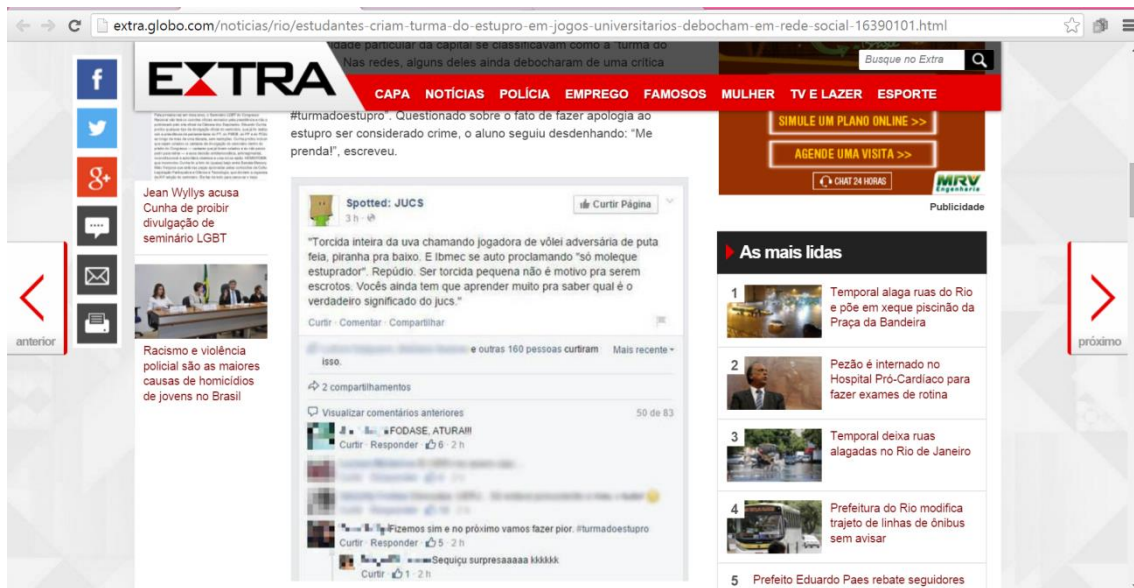 extra.globo.com/noticias/rio/estudantes-criam-turma-do-estupro-em-jogos-universitarios-debocham-em-rede-social-16390101.html
EXTRA
Busque no Extra
CAPA NOTÍCIAS POLÍCIA EMPREGO FAMOSOS MULHER TV E LAZER ESPORTE
dade particular da capital se classificavam como a "turma do
Nas redes, alguns deles ainda debocharam de uma crítica
#turmadoestupro". Questionado sobre o fato de fazer apologia ao
estupro ser considerado crime, o aluno seguiu desdenhando: "Me
prenda!", escreveu.
anterior
Jean Wyllys acusa
Cunha de proibir
divulgação de
seminário LGBT
Racismo e violência
policial são as maiores
causas de homicídios
de jovens no Brasil
Spotted: JUCS
3 h
Curtir Página
"Torcida inteira da uva chamando jogadora de vôlei adversária de puta
feia, piranha pra baixo. E Ibmec se auto proclamando "só moleque
estuprador". Repúdio. Ser torcida pequena não é motivo pra serem
escrotos. Vocês ainda tem que aprender muito pra saber qual é o
verdadeiro significado do jucs."
Curtir · Comentar · Compartilhar
e outras 160 pessoas curtiram Mais recente
isso.
2 compartilhamentos
Visualizar comentários anteriores 50 de 83
FODASE, ATURA!!!
Curtir · Responder · 6 · 2 h
Fizemos sim e no próximo vamos fazer pior. #turmadoestupro
Curtir · Responder · 5 · 2 h
Sequiçu surpresaaaaa kkkkkk
Curtir · 1 · 2 h
SIMULE UM PLANO ONLINE >>
AGENDE UMA VISITA >>
CHAT 24 HORAS
MRV
Engenharia
Publicidade
As mais lidas
1 Temporal alaga ruas do Rio
e põe em xeque piscinão da
Praça da Bandeira
2 Pezão é internado no
Hospital Pró-Cardíaco para
fazer exames de rotina
3 Temporal deixa ruas
alagadas no Rio de Janeiro
4 Prefeitura do Rio modifica
trajeto de linhas de ônibus
sem avisar
5 Prefeito Eduardo Paes rebate seguidores
próximo